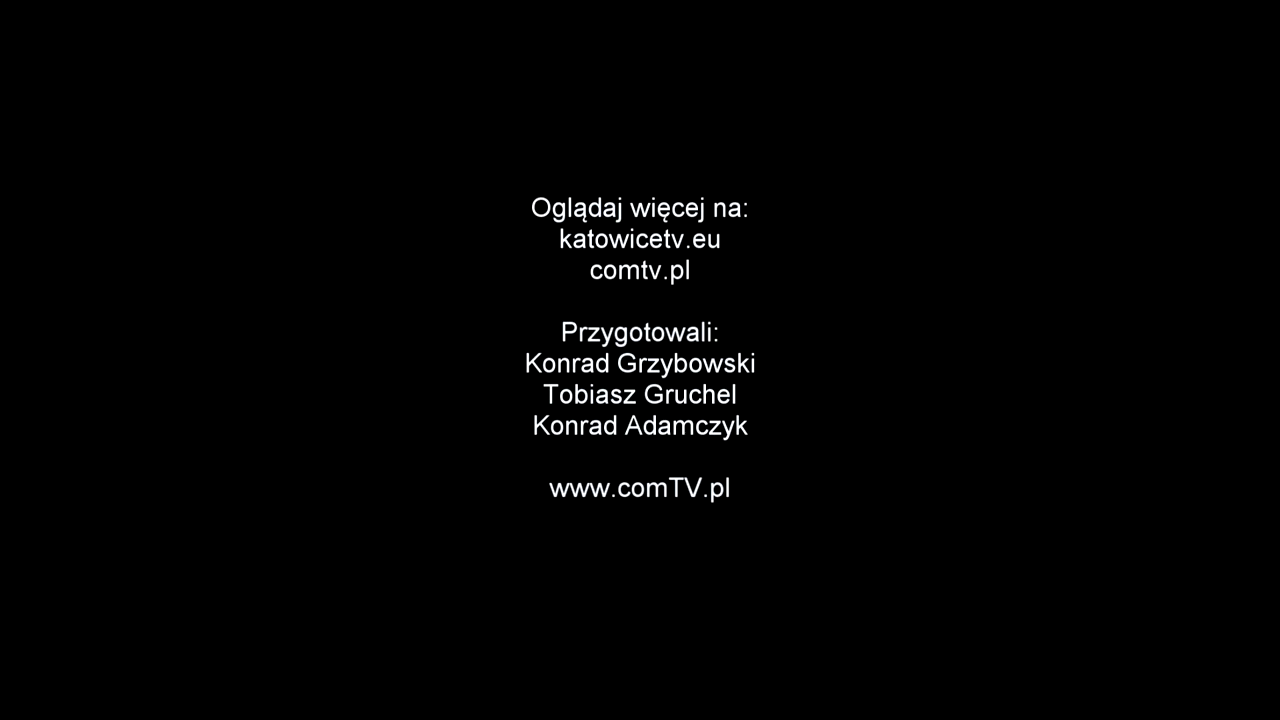 Oglądaj więcej na:
katowicetv.eu
comtv.pl
Przygotowali:
Konrad Grzybowski
Tobiasz Gruchel
Konrad Adamczyk
www.comTV.pl